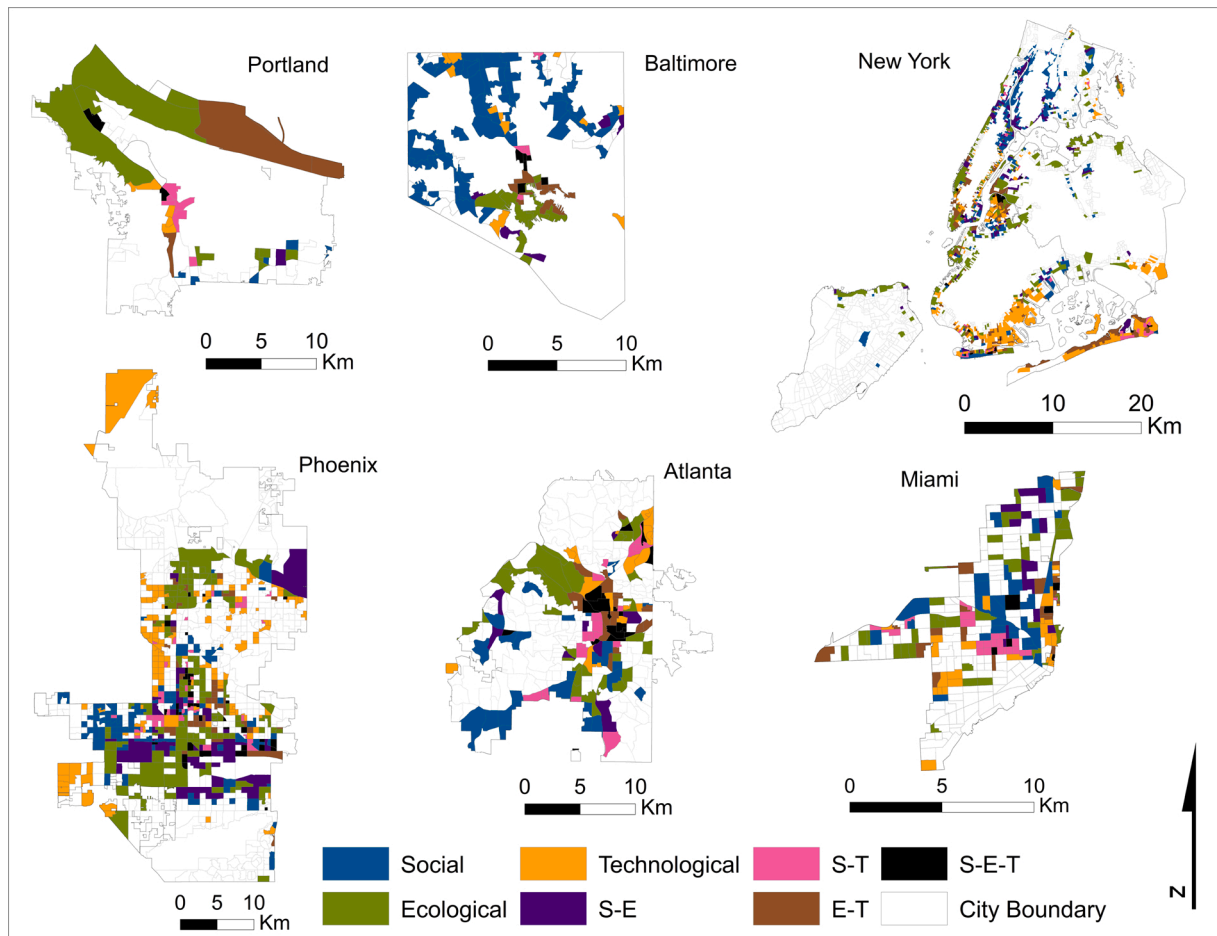 Portland
Baltimore
New York
0 5 10 Km
0 5 10 Km
0 10 20 Km
Phoenix
Atlanta
Miami
0 5 10 Km
0 5 10 Km
0 5 10 Km
Social
Technological
S-T
S-E-T
Ecological
S-E
E-T
City Boundary
N